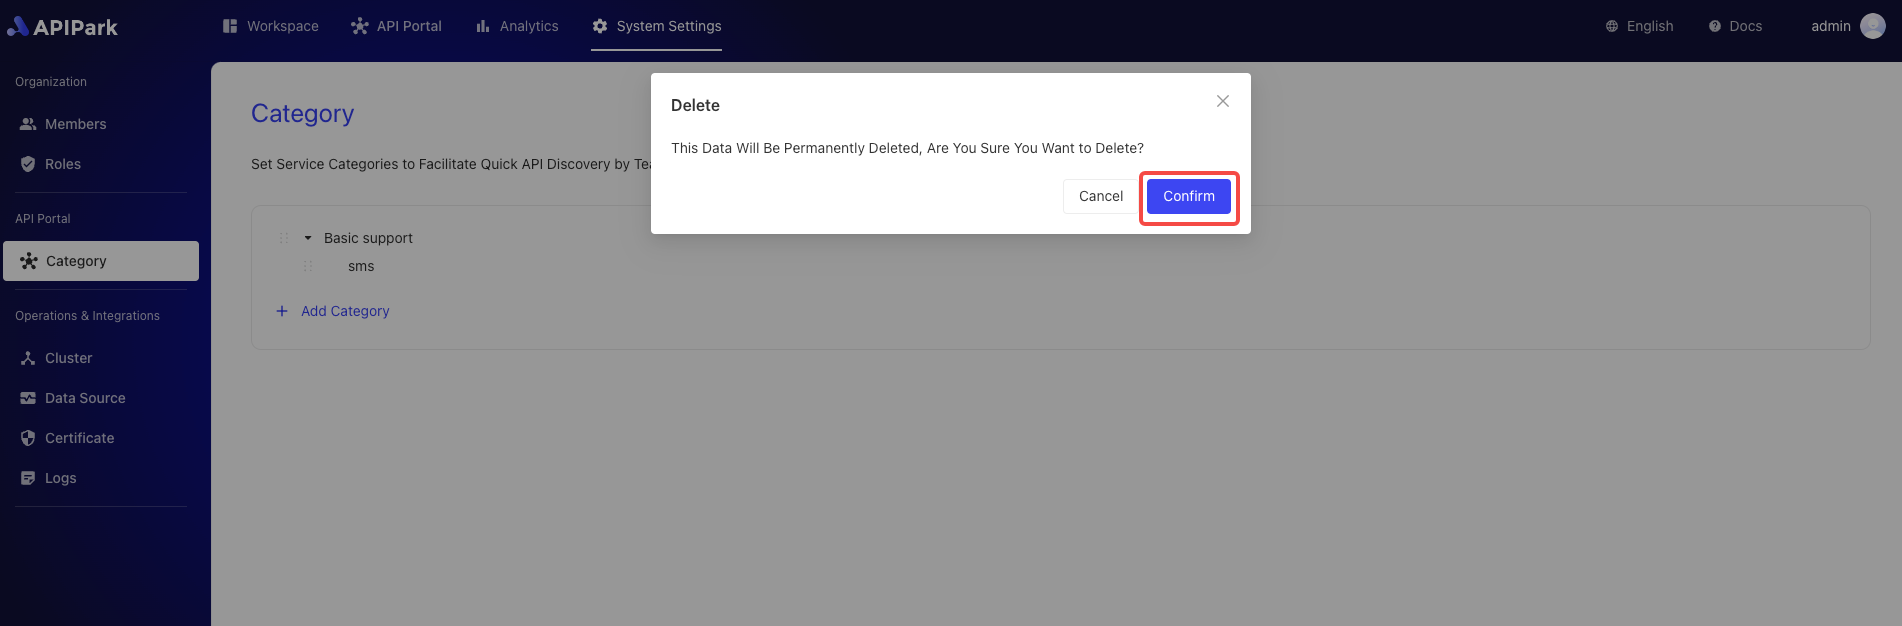 APIPark
Workspace
API Portal
Analytics
System Settings
English
Docs
admin
Organization
Members
Roles
API Portal
Category
Operations & Integrations
Cluster
Data Source
Certificate
Logs
Category
Set Service Categories to Facilitate Quick API Discovery by
Basic support
sms
Add Category
Delete
This Data Will Be Permanently Deleted, Are You Sure You Want to Delete?
Cancel
Confirm